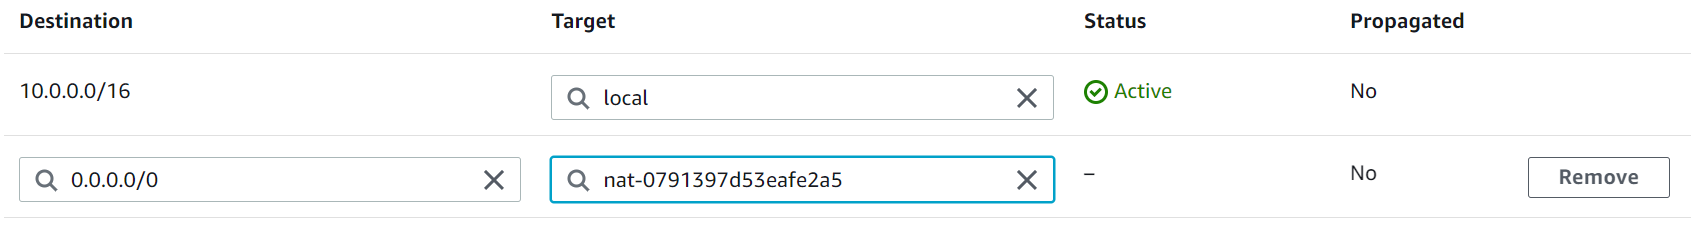 Destination Target Status Propagated
10.0.0.0/16 local Active No
0.0.0.0/0 nat-0791397d53eafe2a5 – No Remove